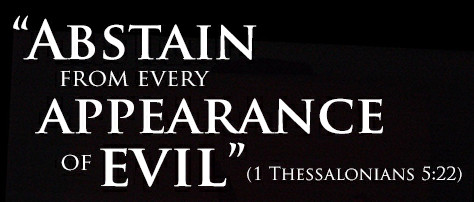 “ABSTAIN
FROM EVERY
APPEARANCE
OF EVIL” (1 THESSALONIANS 5:22)